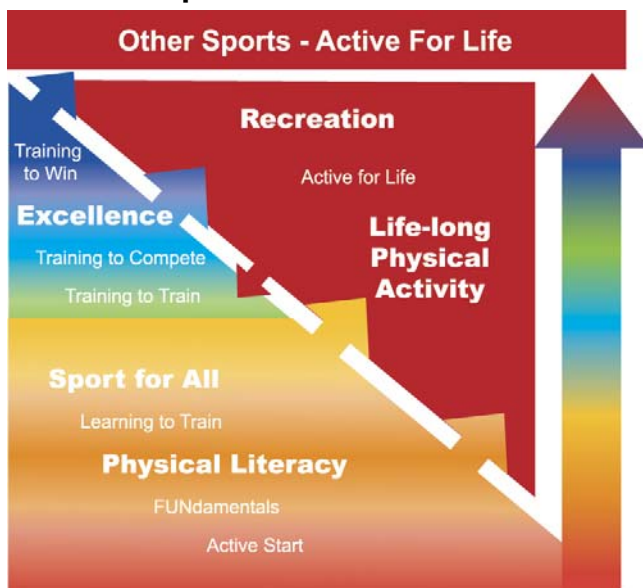 Other Sports - Active For Life
Recreation
Active for Life
Life-long
Physical
Activity
Training
to Win
Excellence
Training to Compete
Training to Train
Sport for All
Learning to Train
Physical Literacy
FUNdamentals
Active Start